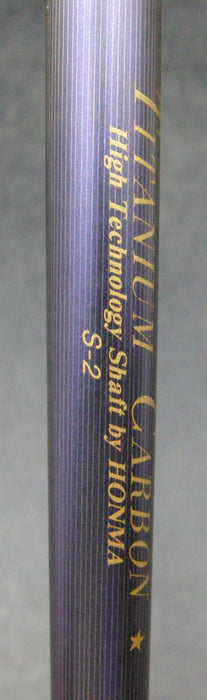 TITANIUM CARBON ★
High Technology Shaft by HONMA
S-2